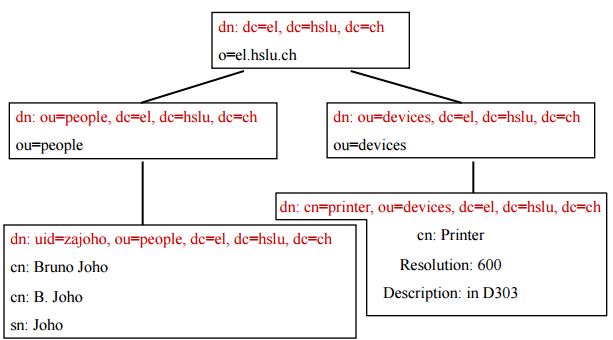 dn: dc=el, dc=hslu, dc=ch
o=el.hslu.ch
dn: ou=people, dc=el, dc=hslu, dc=ch
ou=people
dn: ou=devices, dc=el, dc=hslu, dc=ch
ou=devices
dn: uid=zajoho, ou=people, dc=el, dc=hslu, dc=ch
cn: Bruno Joho
cn: B. Joho
sn: Joho
dn: cn=printer, ou=devices, dc=el, dc=hslu, dc=ch
cn: Printer
Resolution: 600
Description: in D303